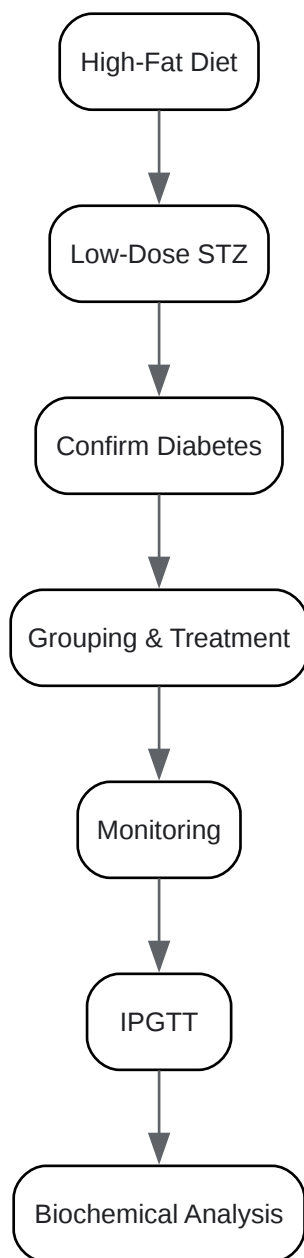 High-Fat Diet
Low-Dose STZ
Confirm Diabetes
Grouping & Treatment
Monitoring
IPGTT
Biochemical Analysis